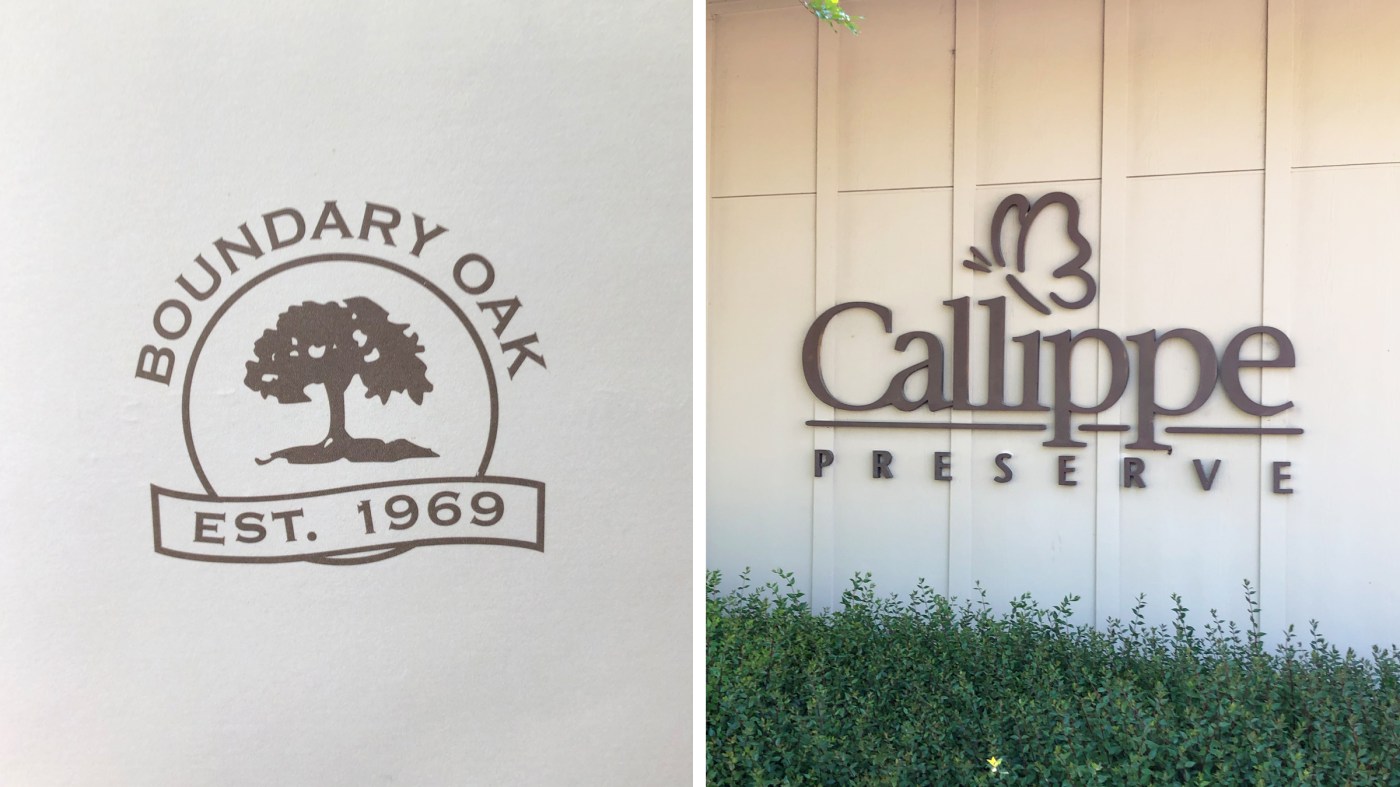 BOUNDARY OAK
EST. 1969
Callippe
PRESERVE